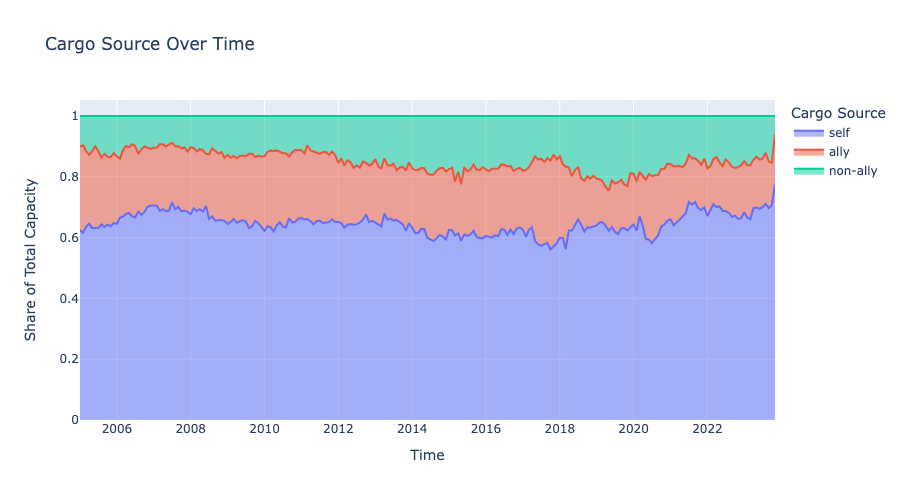 Cargo Source Over Time
Cargo Source
self
ally
non-ally
Share of Total Capacity
1
0.8
0.6
0.4
0.2
0
2006 2008 2010 2012 2014 2016 2018 2020 2022
Time